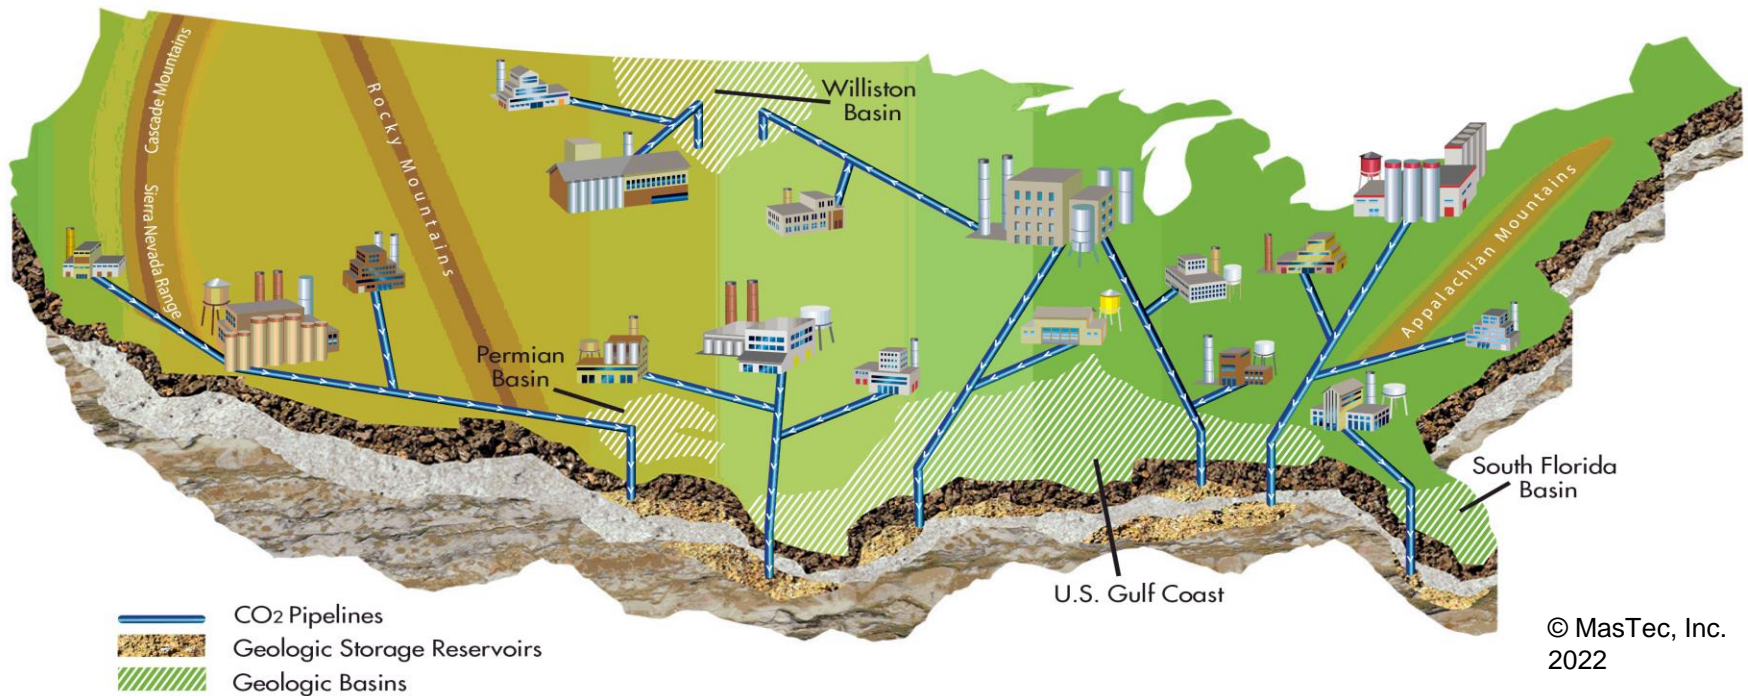 Cascade Mountains
Sierra Nevada Range
Rocky Mountains
Williston
Basin
Appalachian Mountains
Permian
Basin
South Florida
Basin
U.S. Gulf Coast
CO2 Pipelines
Geologic Storage Reservoirs
Geologic Basins
© MasTec, Inc.
2022